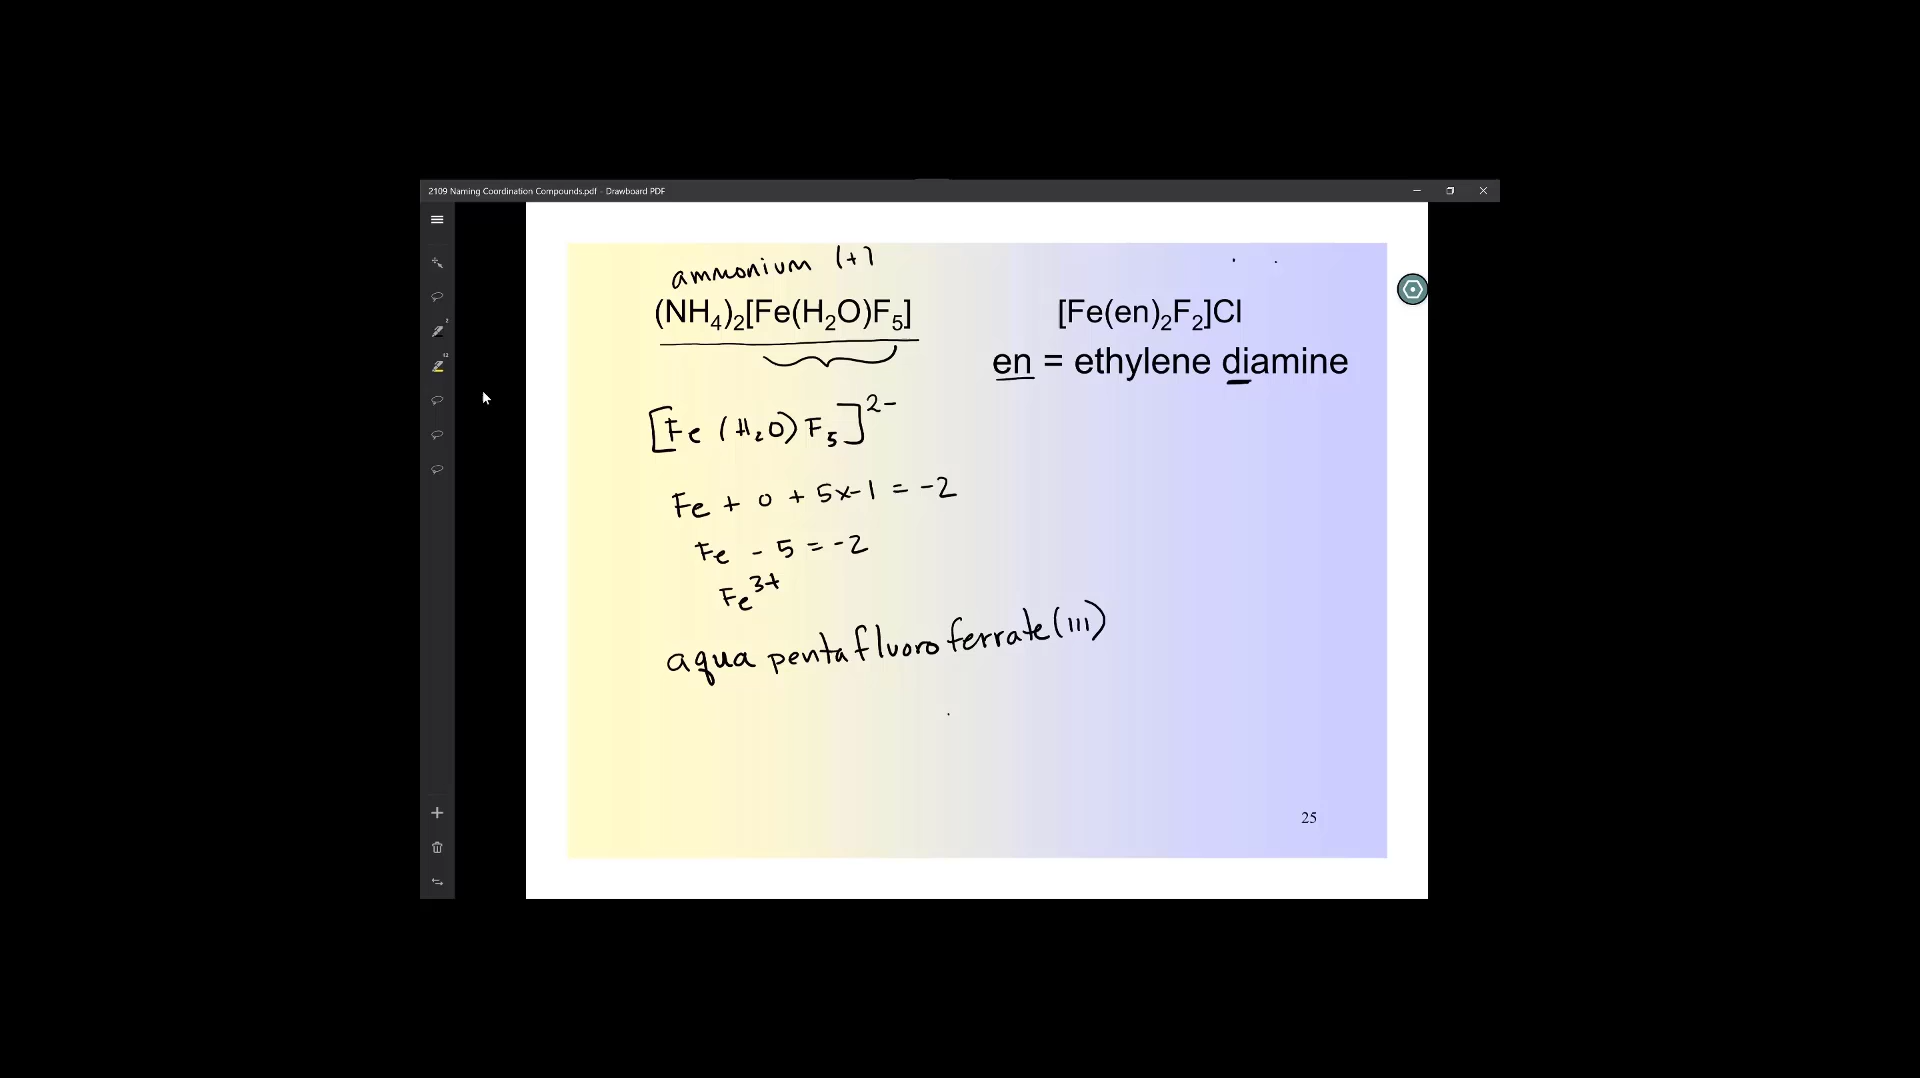 2109 Naming Coordination Compounds.pdf - Drawboard PDF
ammonium (+)
(NH₄)₂[Fe(H₂O)F₅]
[Fe(en)₂F₂]Cl
en = ethylene diamine
[Fe (H₂O) F₅]²⁻
Fe + 0 + 5x-1 = -2
Fe - 5 = -2
Fe³⁺
aqua pentafluoroferrate(III)
25